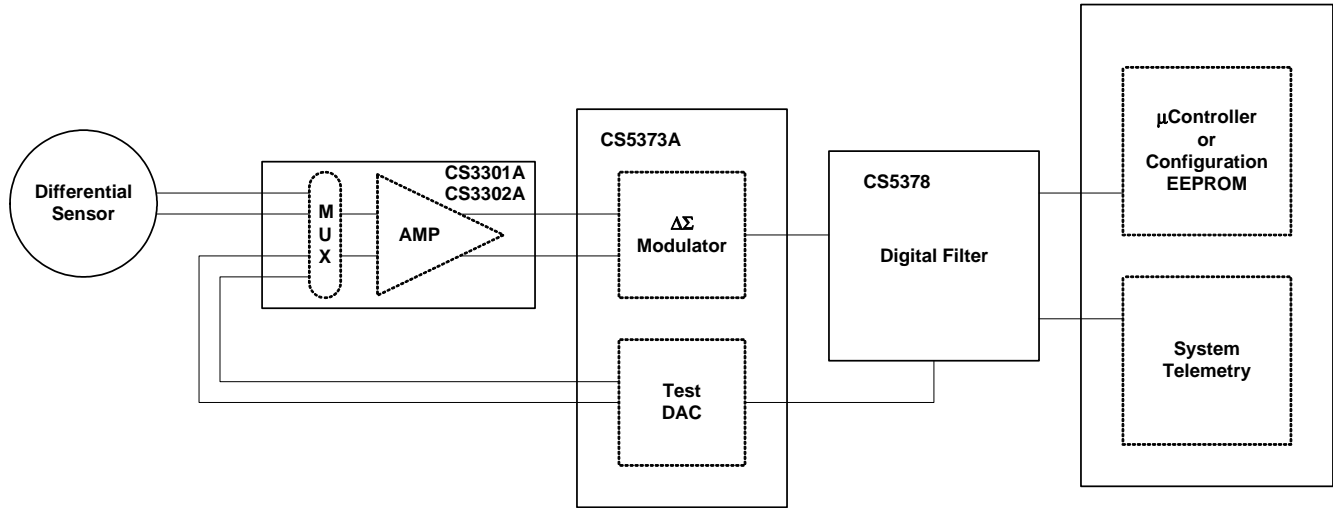 Differential
Sensor
CS3301A
CS3302A
M
U
X
AMP
CS5373A
ΔΣ
Modulator
Test
DAC
CS5378
Digital Filter
μController
or
Configuration
EEPROM
System
Telemetry